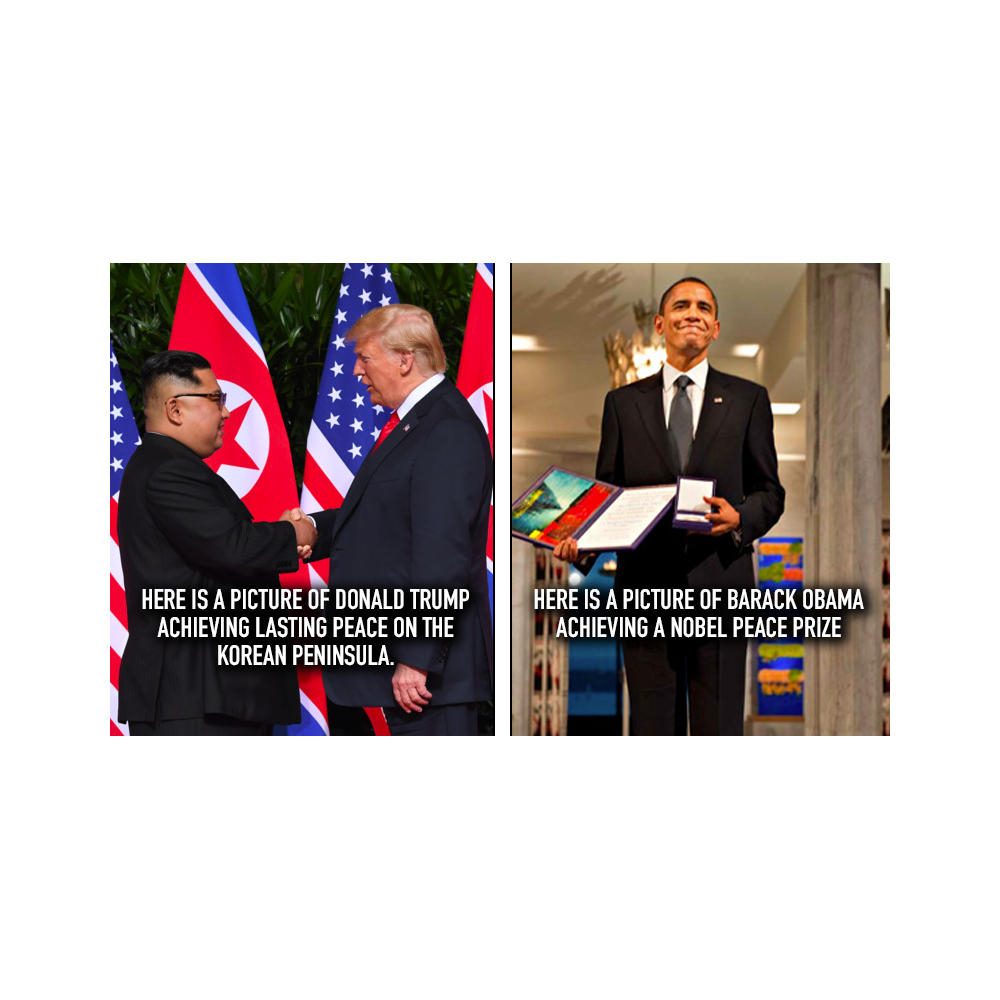 HERE IS A PICTURE OF DONALD TRUMP
ACHIEVING LASTING PEACE ON THE
KOREAN PENINSULA.
HERE IS A PICTURE OF BARACK OBAMA
ACHIEVING A NOBEL PEACE PRIZE